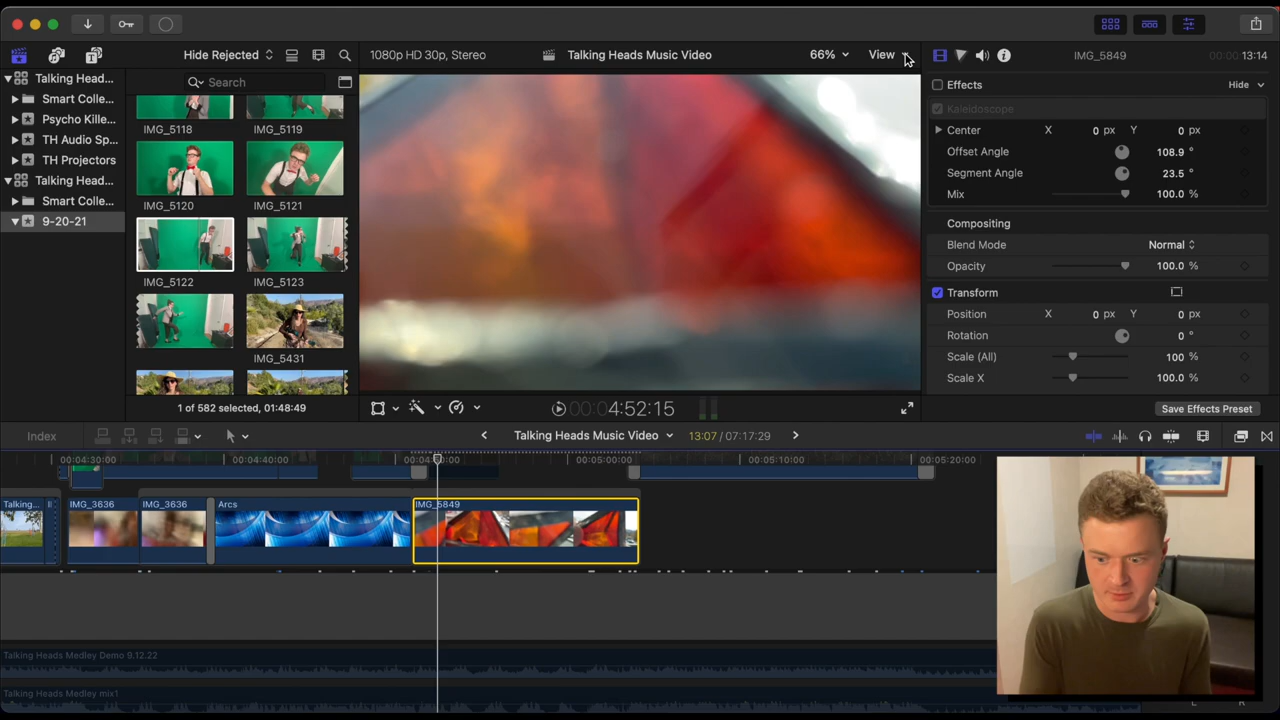 Hide Rejected
1080p HD 30p, Stereo
Talking Heads Music Video
66%
View
IMG_5849
00:00 13:14
Talking Head...
Smart Colle...
Psycho Kille...
TH Audio Sp...
TH Projectors
Talking Head...
Smart Colle...
9-20-21
Search
IMG_5118
IMG_5119
IMG_5120
IMG_5121
IMG_5122
IMG_5123
IMG_5431
1 of 582 selected, 01:48:49
00:04:52:15
Effects
Hide
Kaleidoscope
Center X 0 px Y 0 px
Offset Angle 108.9 °
Segment Angle 23.5 °
Mix 100.0 %
Compositing
Blend Mode Normal
Opacity 100.0 %
Transform
Position X 0 px Y 0 px
Rotation 0 °
Scale (All) 100 %
Scale X 100.0 %
Save Effects Preset
Index
Talking Heads Music Video
13:07 / 07:17:29
00:04:30:00
00:04:40:00
00:05:00:00
00:05:10:00
00:05:20:00
Talking...
IMG_3636
IMG_3636
Arcs
IMG_5849
Talking Heads Medley Demo 9.12.22
Talking Heads Medley mix1
L R